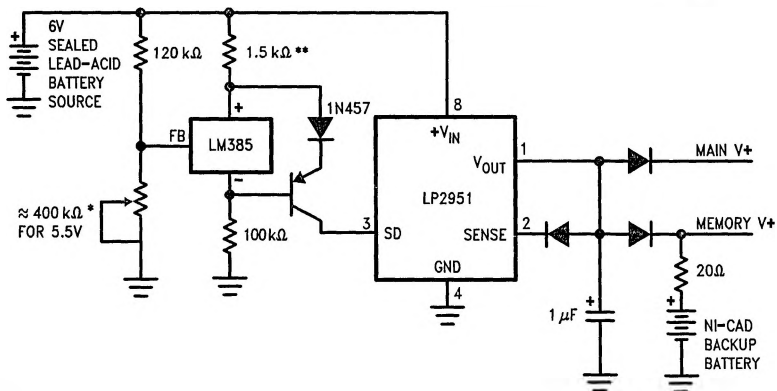 +
6V
SEALED
LEAD-ACID
BATTERY
SOURCE
120 kΩ
1.5 kΩ **
1N457
FB
+
LM385
-
≈ 400 kΩ *
FOR 5.5V
100kΩ
3
8
+VIN
VOUT
1
LP2951
SD
SENSE
2
GND
4
MAIN V+
MEMORY V+
20Ω
+
1 μF
+
NI-CAD
BACKUP
BATTERY